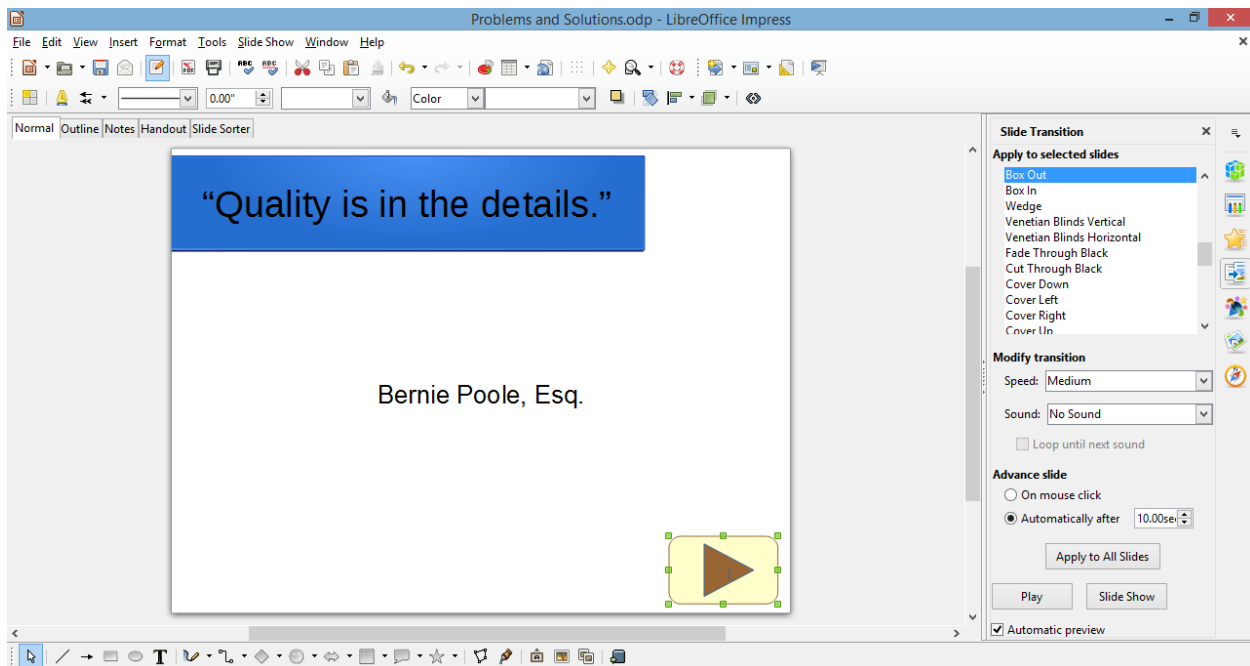 Problems and Solutions.odp - LibreOffice Impress
File Edit View Insert Format Tools Slide Show Window Help
0.00"
Color
Normal Outline Notes Handout Slide Sorter
“Quality is in the details.”
Bernie Poole, Esq.
Slide Transition
Apply to selected slides
Box Out
Box In
Wedge
Venetian Blinds Vertical
Venetian Blinds Horizontal
Fade Through Black
Cut Through Black
Cover Down
Cover Left
Cover Right
Cover Up
Modify transition
Speed: Medium
Sound: No Sound
Loop until next sound
Advance slide
On mouse click
Automatically after 10.00sec
Apply to All Slides
Play Slide Show
Automatic preview